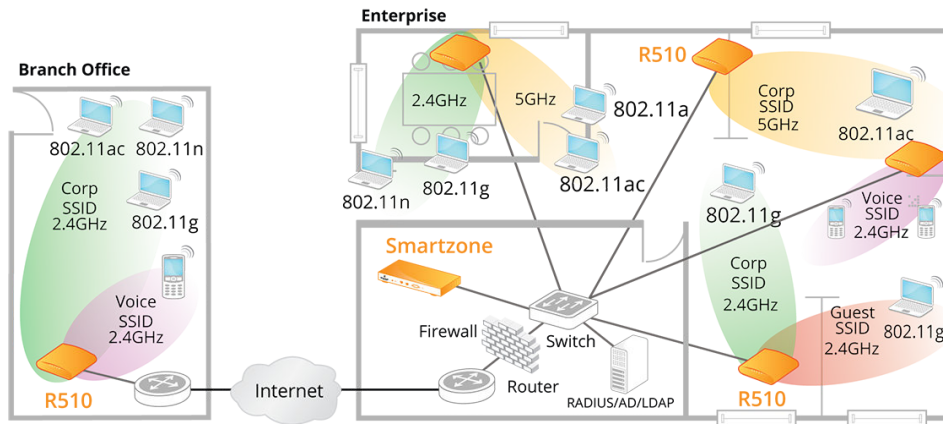 Enterprise
Branch Office
802.11ac
802.11n
Corp
SSID
2.4GHz
802.11g
Voice
SSID
2.4GHz
R510
Internet
2.4GHz
5GHz
802.11a
802.11n
802.11g
802.11ac
R510
Corp
SSID
5GHz
802.11ac
Voice
SSID
2.4GHz
802.11g
Corp
SSID
2.4GHz
Guest
SSID
2.4GHz
802.11g
R510
Smartzone
Firewall
Switch
Router
RADIUS/AD/LDAP